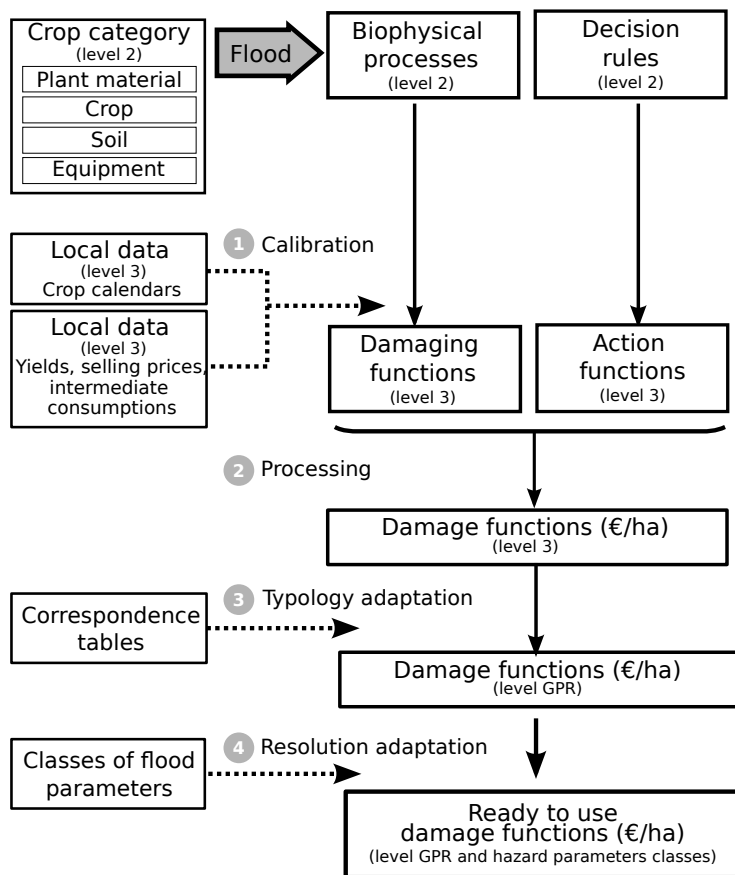 Crop category
(level 2)
Plant material
Crop
Soil
Equipment
Flood
Biophysical
processes
(level 2)
Decision
rules
(level 2)
1 Calibration
Local data
(level 3)
Crop calendars
Local data
(level 3)
Yields, selling prices,
intermediate
consumptions
Damaging
functions
(level 3)
Action
functions
(level 3)
2 Processing
Damage functions (€/ha)
(level 3)
3 Typology adaptation
Correspondence
tables
Damage functions (€/ha)
(level GPR)
4 Resolution adaptation
Classes of flood
parameters
Ready to use
damage functions (€/ha)
(level GPR and hazard parameters classes)